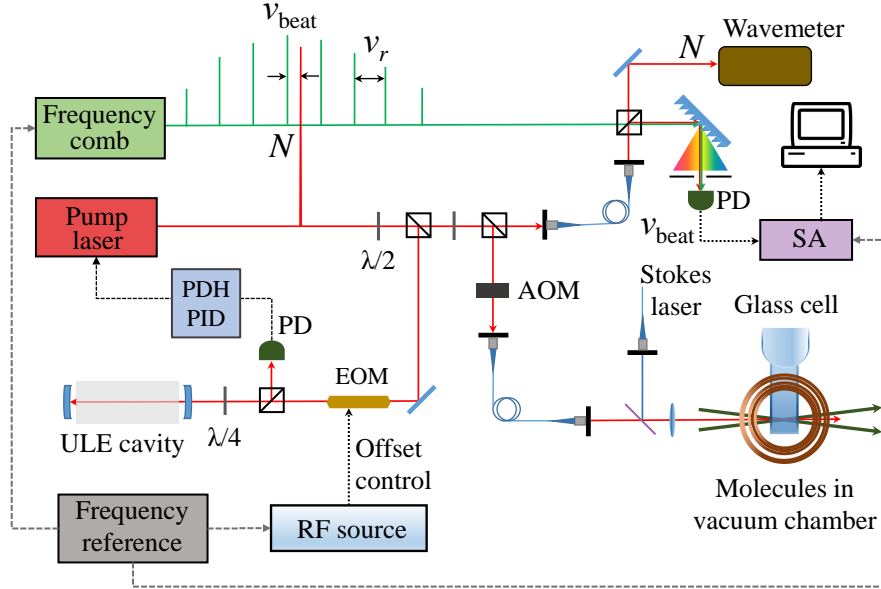 ν_beat
ν_r
N
Wavemeter
Frequency
comb
N
Pump
laser
λ/2
PD
ν_beat
SA
PDH
PID
PD
AOM
Stokes
laser
Glass cell
EOM
ULE cavity
λ/4
Offset
control
Molecules in
vacuum chamber
Frequency
reference
RF source